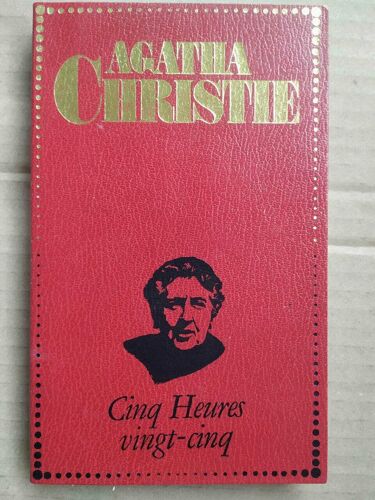 AGATHA
CHRISTIE
Cinq Heures
vingt-cinq